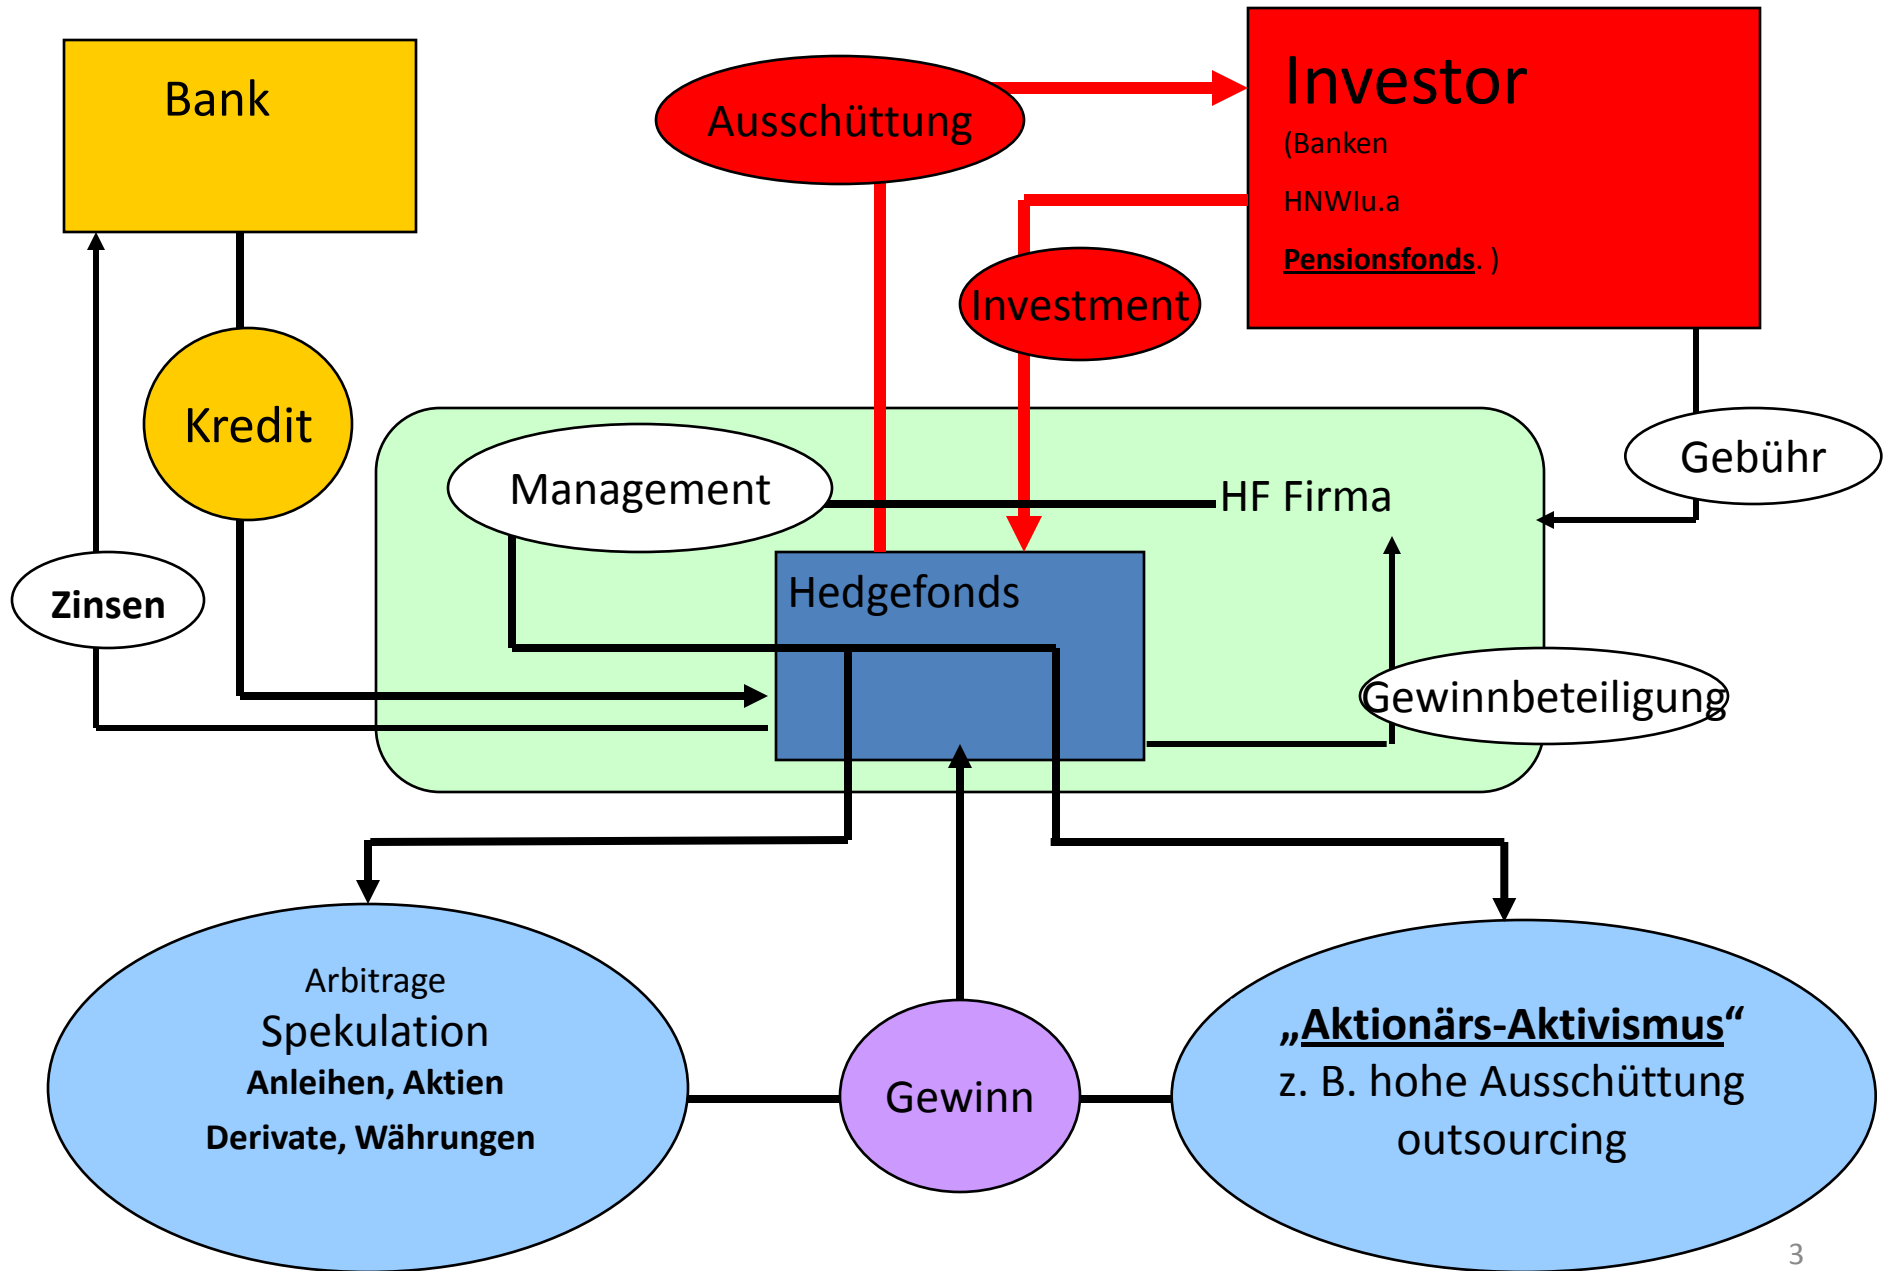 Bank
Ausschüttung
Investor
(Banken
HNWIu.a
Pensionsfonds. )
Investment
Kredit
Gebühr
Management
HF Firma
Zinsen
Hedgefonds
Gewinnbeteiligung
Arbitrage
Spekulation
Anleihen, Aktien
Derivate, Währungen
Gewinn
„Aktionärs-Aktivismus“
z. B. hohe Ausschüttung
outsourcing
3